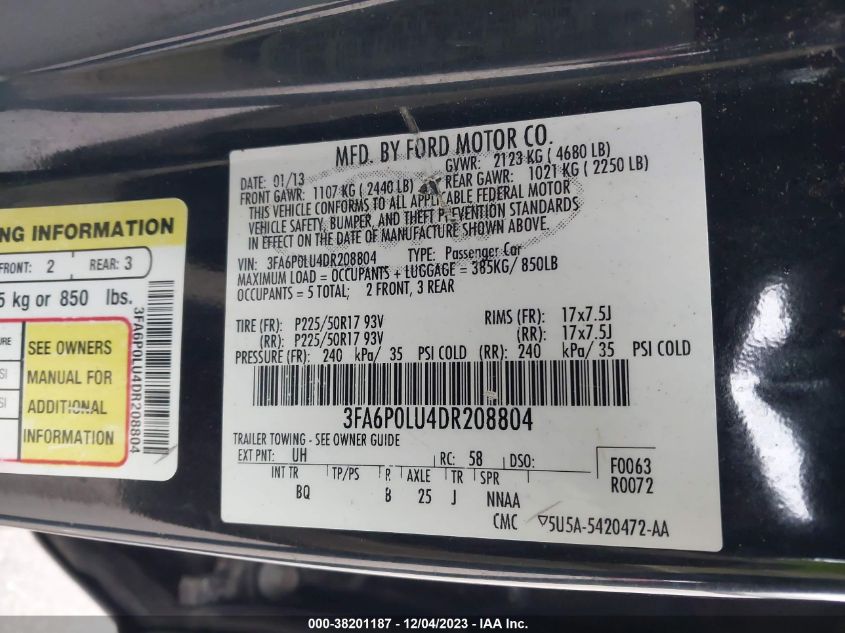 NG INFORMATION
FRONT: 2 REAR: 3
5 kg or 850 lbs.
SEE OWNERS
MANUAL FOR
ADDITIONAL
INFORMATION
3FA6P0LU4DR208804
MFD. BY FORD MOTOR CO.
DATE: 01/13 GVWR: 2123 KG ( 4680 LB)
FRONT GAWR: 1107 KG ( 2440 LB) REAR GAWR: 1021 KG ( 2250 LB)
THIS VEHICLE CONFORMS TO ALL APPLICABLE FEDERAL MOTOR
VEHICLE SAFETY, BUMPER, AND THEFT PREVENTION STANDARDS
IN EFFECT ON THE DATE OF MANUFACTURE SHOWN ABOVE.
VIN: 3FA6P0LU4DR208804 TYPE: Passenger Car
MAXIMUM LOAD = OCCUPANTS + LUGGAGE = 385KG/ 850LB
OCCUPANTS = 5 TOTAL; 2 FRONT, 3 REAR
TIRE (FR): P225/50R17 93V RIMS (FR): 17x7.5J
(RR): P225/50R17 93V (RR): 17x7.5J
PRESSURE (FR): 240 kPa/ 35 PSI COLD (RR): 240 kPa/ 35 PSI COLD
3FA6P0LU4DR208804
TRAILER TOWING - SEE OWNER GUIDE
EXT PNT: UH RC: 58 DSO: F0063
INT TR TP/PS R AXLE TR SPR R0072
BQ B 25 J NNAA
CMC 5U5A-5420472-AA
000-38201187 - 12/04/2023 - IAA Inc.